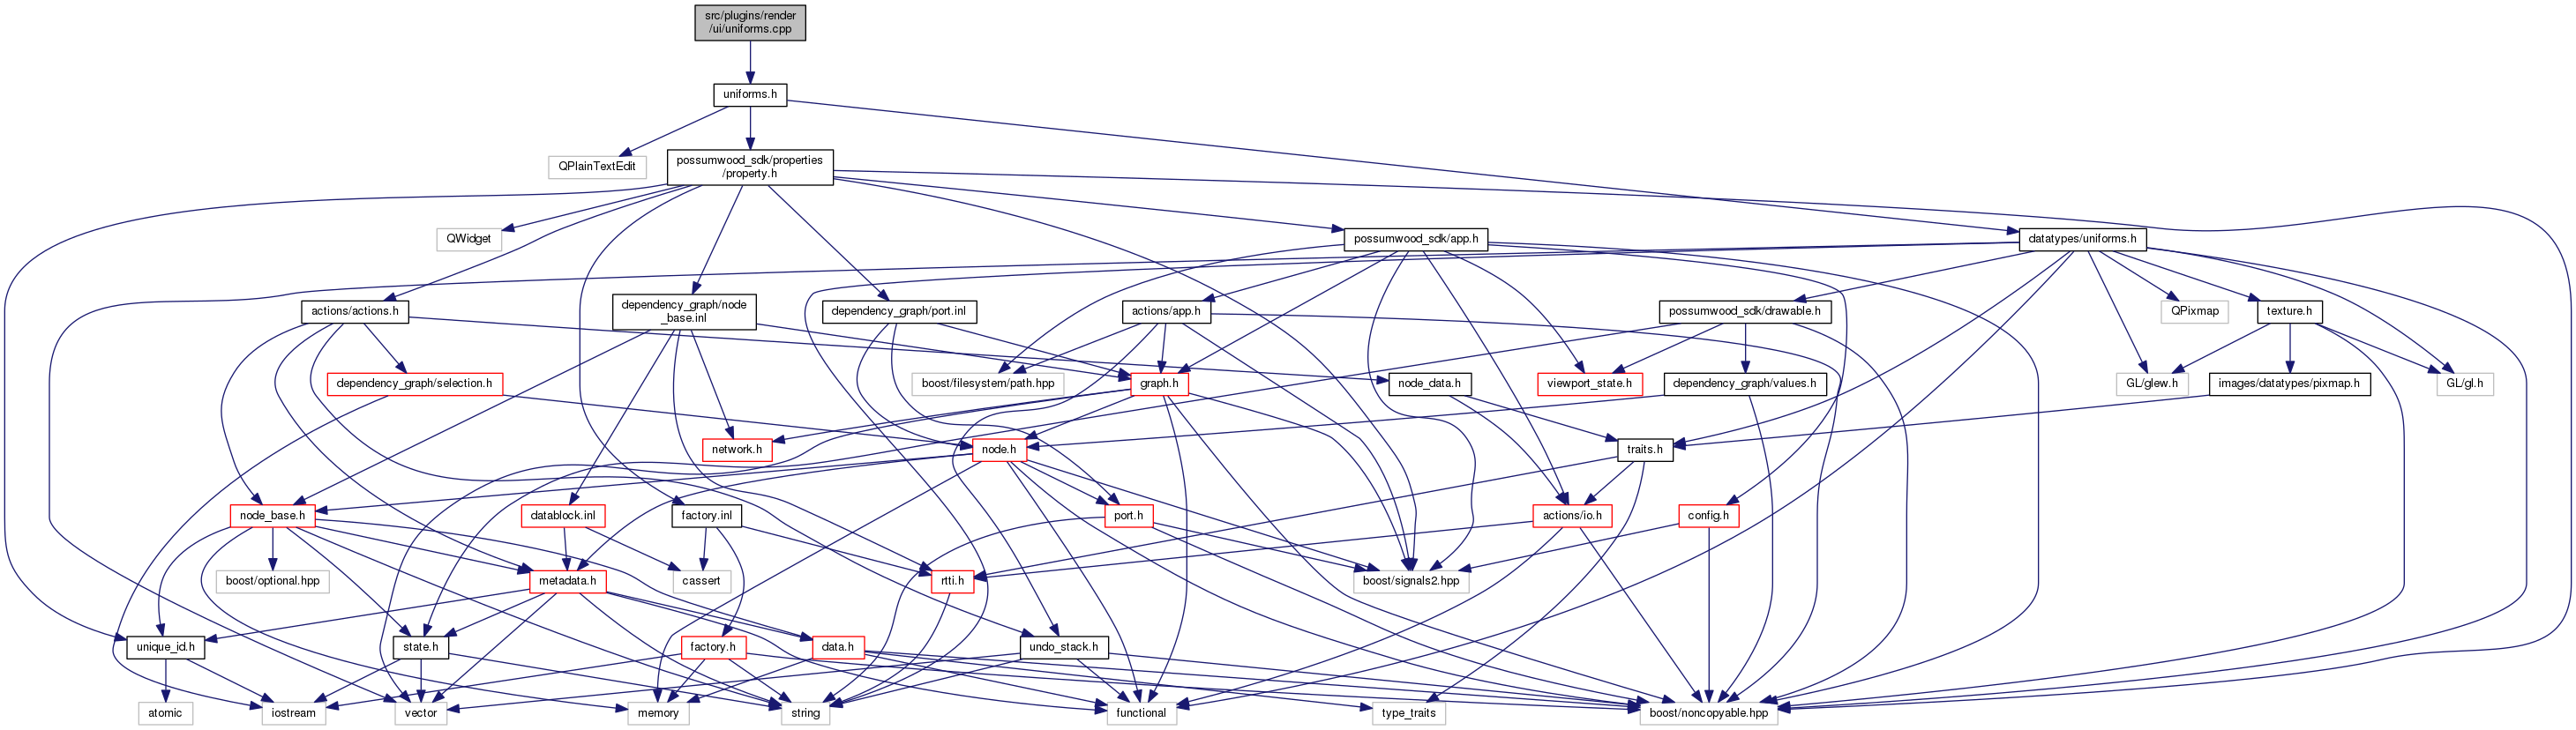 src/plugins/render
/ui/uniforms.cpp
uniforms.h
QPlainTextEdit
possumwood_sdk/properties
/property.h
QWidget
possumwood_sdk/app.h
datatypes/uniforms.h
actions/actions.h
dependency_graph/node
_base.inl
dependency_graph/port.inl
actions/app.h
possumwood_sdk/drawable.h
QPixmap
texture.h
dependency_graph/selection.h
boost/filesystem/path.hpp
graph.h
node_data.h
viewport_state.h
dependency_graph/values.h
GL/glew.h
images/datatypes/pixmap.h
GL/gl.h
network.h
node.h
traits.h
node_base.h
datablock.inl
factory.inl
port.h
actions/io.h
config.h
boost/optional.hpp
metadata.h
cassert
rtti.h
boost/signals2.hpp
unique_id.h
state.h
factory.h
data.h
undo_stack.h
atomic
iostream
vector
memory
string
functional
type_traits
boost/noncopyable.hpp